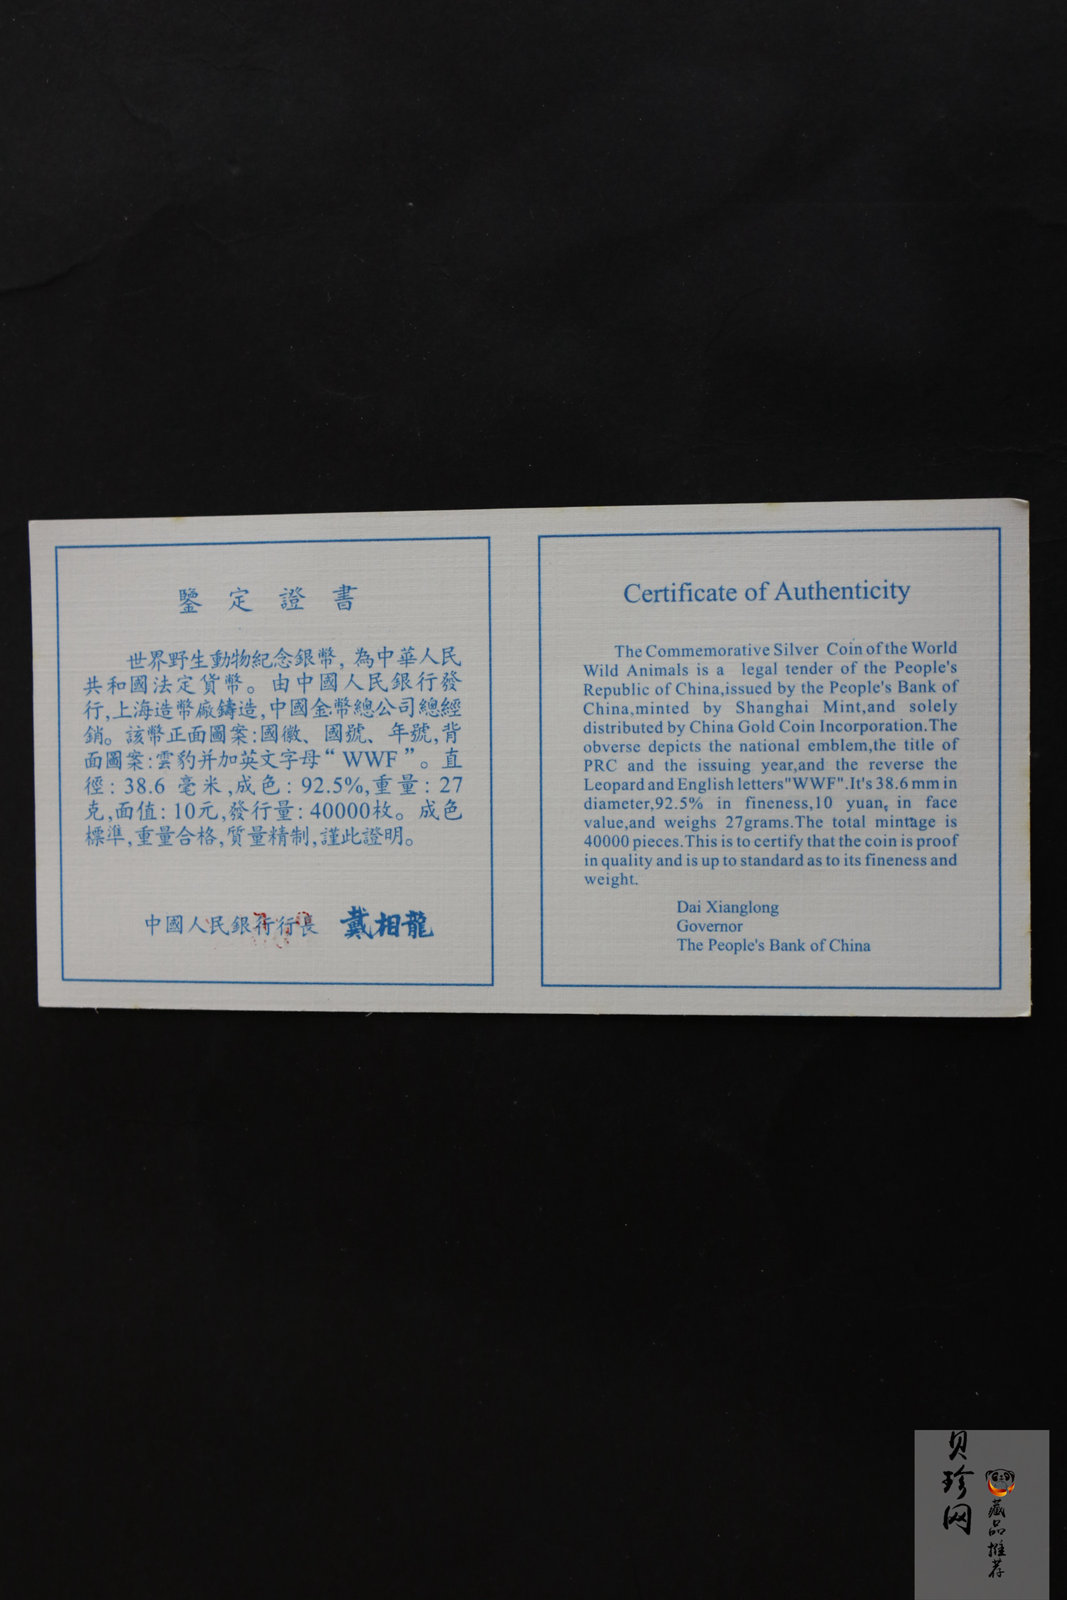 鑒定證書
世界野生動物紀念銀幣，為中華人民
共和國法定貨幣。由中國人民銀行發
行,上海造幣廠鑄造,中國金幣總公司總經
銷。該幣正面圖案:國徽、國號、年號,背
面圖案:雲豹并加英文字母“WWF”。直
徑:38.6 毫米,成色:92.5%,重量:27
克,面值:10元,發行量:40000枚。成色
標準,重量合格,質量精制,謹此證明。
中國人民銀行行長 戴相龍
Certificate of Authenticity
The Commemorative Silver Coin of the World
Wild Animals is a legal tender of the People's
Republic of China,issued by the People's Bank of
China,minted by Shanghai Mint,and solely
distributed by China Gold Coin Incorporation.The
obverse depicts the national emblem,the title of
PRC and the issuing year,and the reverse the
Leopard and English letters"WWF".It's 38.6 mm in
diameter,92.5% in fineness,10 yuan, in face
value,and weighs 27grams.The total mintage is
40000 pieces.This is to certify that the coin is proof
in quality and is up to standard as to its fineness and
weight.
Dai Xianglong
Governor
The People's Bank of China
贝珍网
藏品推荐